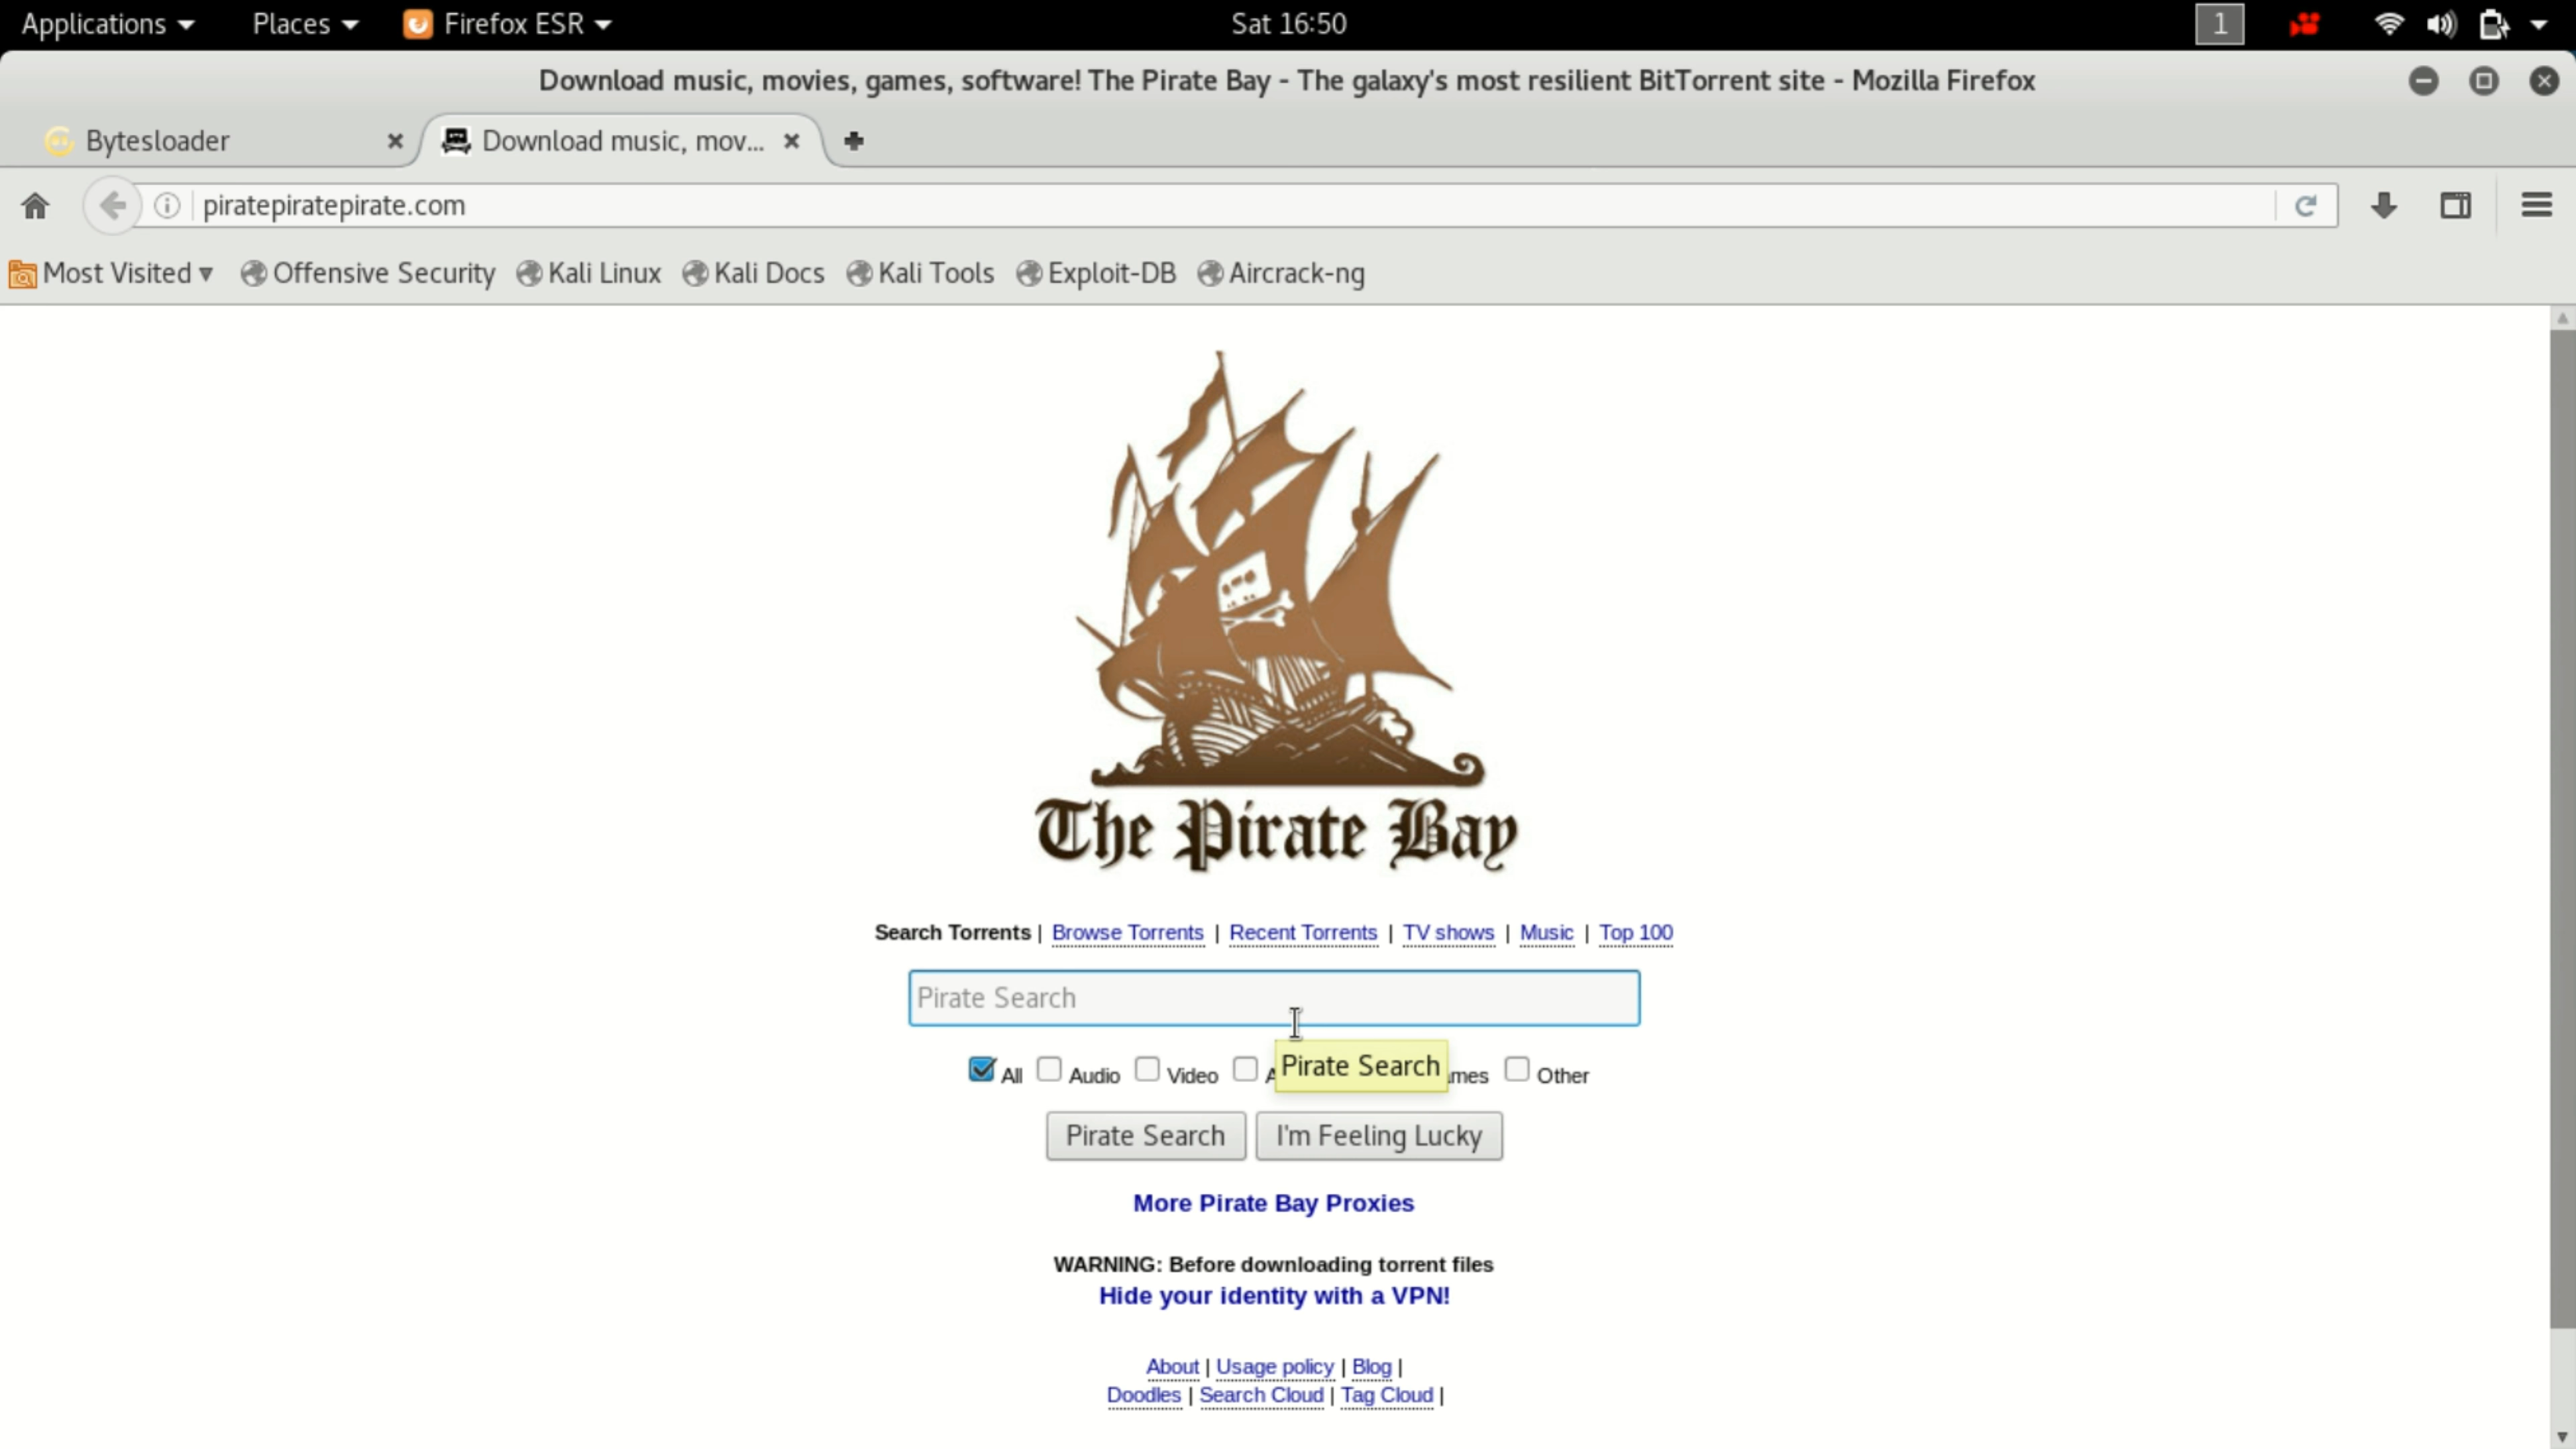 Applications Places Firefox ESR Sat 16:50 1
Download music, movies, games, software! The Pirate Bay - The galaxy's most resilient BitTorrent site - Mozilla Firefox
Bytesloader Download music, mov...
piratepiratepirate.com
Most Visited Offensive Security Kali Linux Kali Docs Kali Tools Exploit-DB Aircrack-ng
The Pirate Bay
Search Torrents | Browse Torrents | Recent Torrents | TV shows | Music | Top 100
Pirate Search
All Audio Video Other
Pirate Search
Pirate Search I'm Feeling Lucky
More Pirate Bay Proxies
WARNING: Before downloading torrent files
Hide your identity with a VPN!
About | Usage policy | Blog |
Doodles | Search Cloud | Tag Cloud |